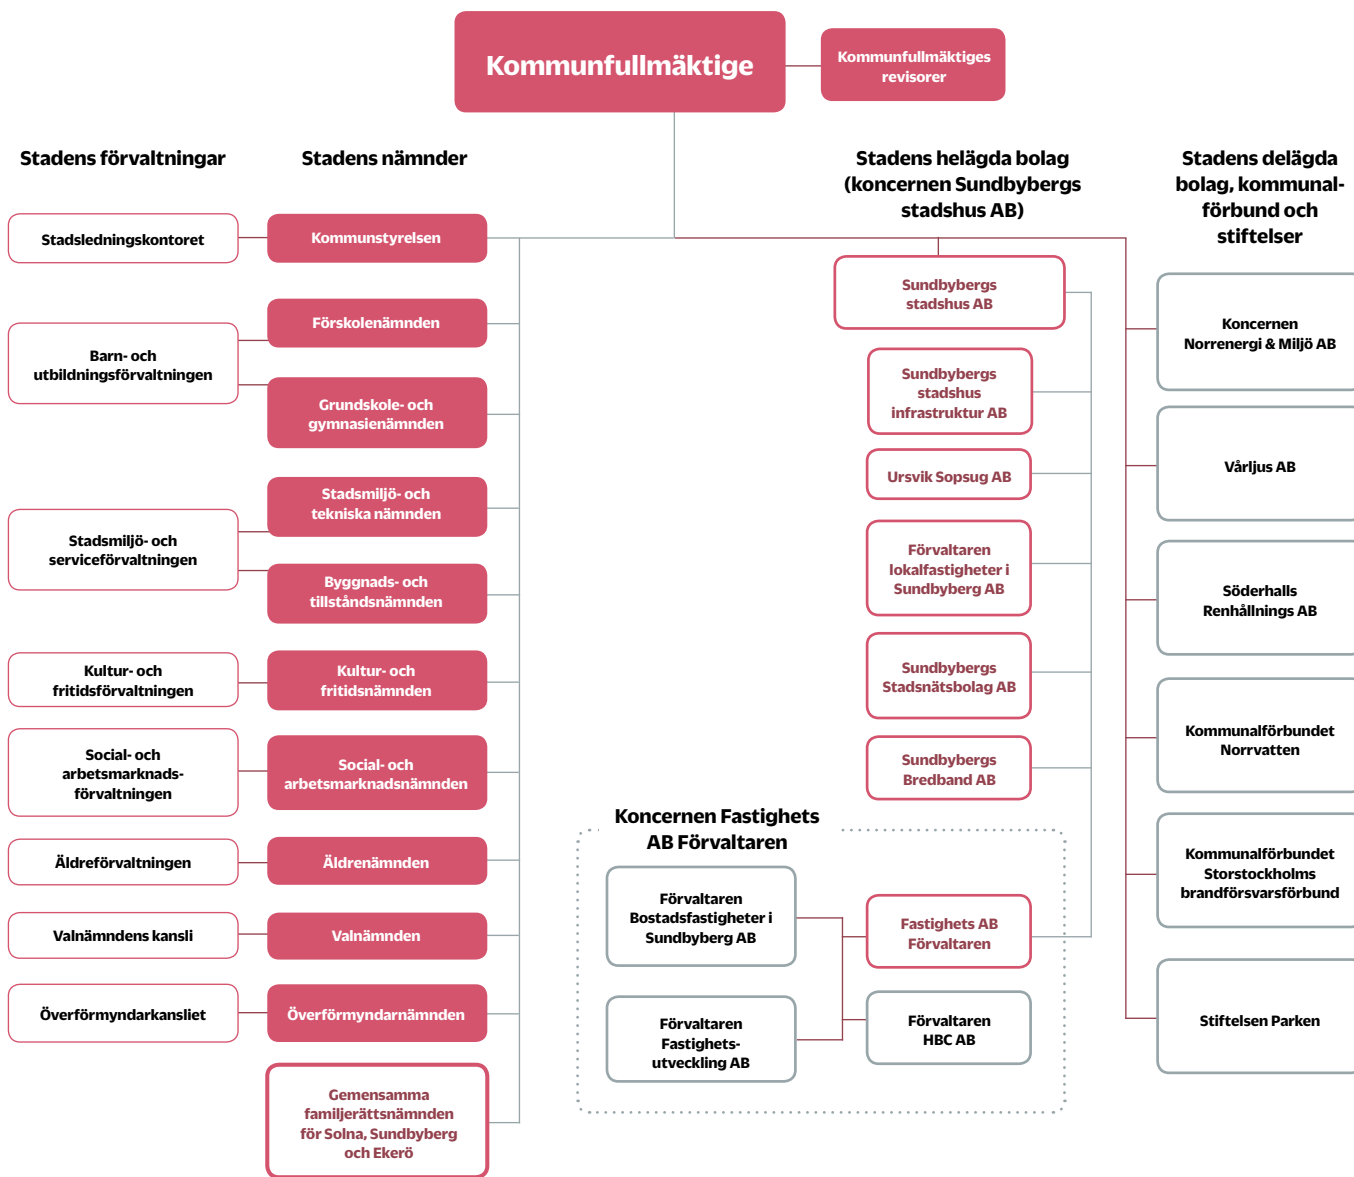 Kommunfullmäktige
Kommunfullmäktiges
revisorer
Stadens förvaltningar
Stadsledningskontoret
Barn- och
utbildningsförvaltningen
Stadsmiljö- och
serviceförvaltningen
Kultur- och
fritidsförvaltningen
Social- och
arbetsmarknads-
förvaltningen
Äldreförvaltningen
Valnämndens kansli
Överförmyndarkansliet
Stadens nämnder
Kommunstyrelsen
Förskolenämnden
Grundskole- och
gymnasienämnden
Stadsmiljö- och
tekniska nämnden
Byggnads- och
tillståndsnämnden
Kultur- och
fritidsnämnden
Social- och
arbetsmarknadsnämnden
Äldrenämnden
Valnämnden
Överförmyndarnämnden
Gemensamma
familjerättsnämnden
för Solna, Sundbyberg
och Ekerö
Stadens helägda bolag
(koncernen Sundbybergs
stadshus AB)
Sundbybergs
stadshus AB
Sundbybergs
stadshus
infrastruktur AB
Ursvik Sopsug AB
Förvaltaren
lokalfastigheter i
Sundbyberg AB
Sundbybergs
Stadsnätsbolag AB
Sundbybergs
Bredband AB
Koncernen Fastighets
AB Förvaltaren
Förvaltaren
Bostadsfastigheter i
Sundbyberg AB
Förvaltaren
Fastighets-
utveckling AB
Fastighets AB
Förvaltaren
Förvaltaren
HBC AB
Stadens delägda
bolag, kommunal-
förbund och
stiftelser
Koncernen
Norrenergi & Miljö AB
Vårljus AB
Söderhalls
Renhållnings AB
Kommunalförbundet
Norrvatten
Kommunalförbundet
Storstockholms
brandförsvarsförbund
Stiftelsen Parken